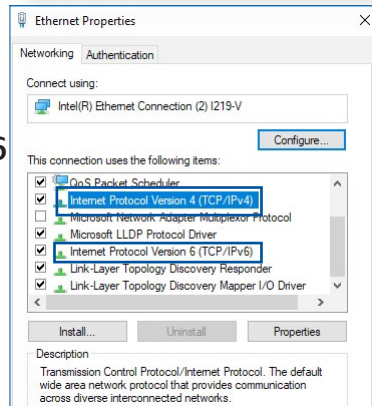 Ethernet Properties
Networking Authentication
Connect using:
Intel(R) Ethernet Connection (2) I219-V
6
Configure...
This connection uses the following items:
QoS Packet Scheduler
Internet Protocol Version 4 (TCP/IPv4)
Microsoft Network Adapter Multiplexor Protocol
Microsoft LLDP Protocol Driver
Internet Protocol Version 6 (TCP/IPv6)
Link-Layer Topology Discovery Responder
Link-Layer Topology Discovery Mapper I/O Driver
Install... Uninstall Properties
Description
Transmission Control Protocol/Internet Protocol. The default
wide area network protocol that provides communication
across diverse interconnected networks.